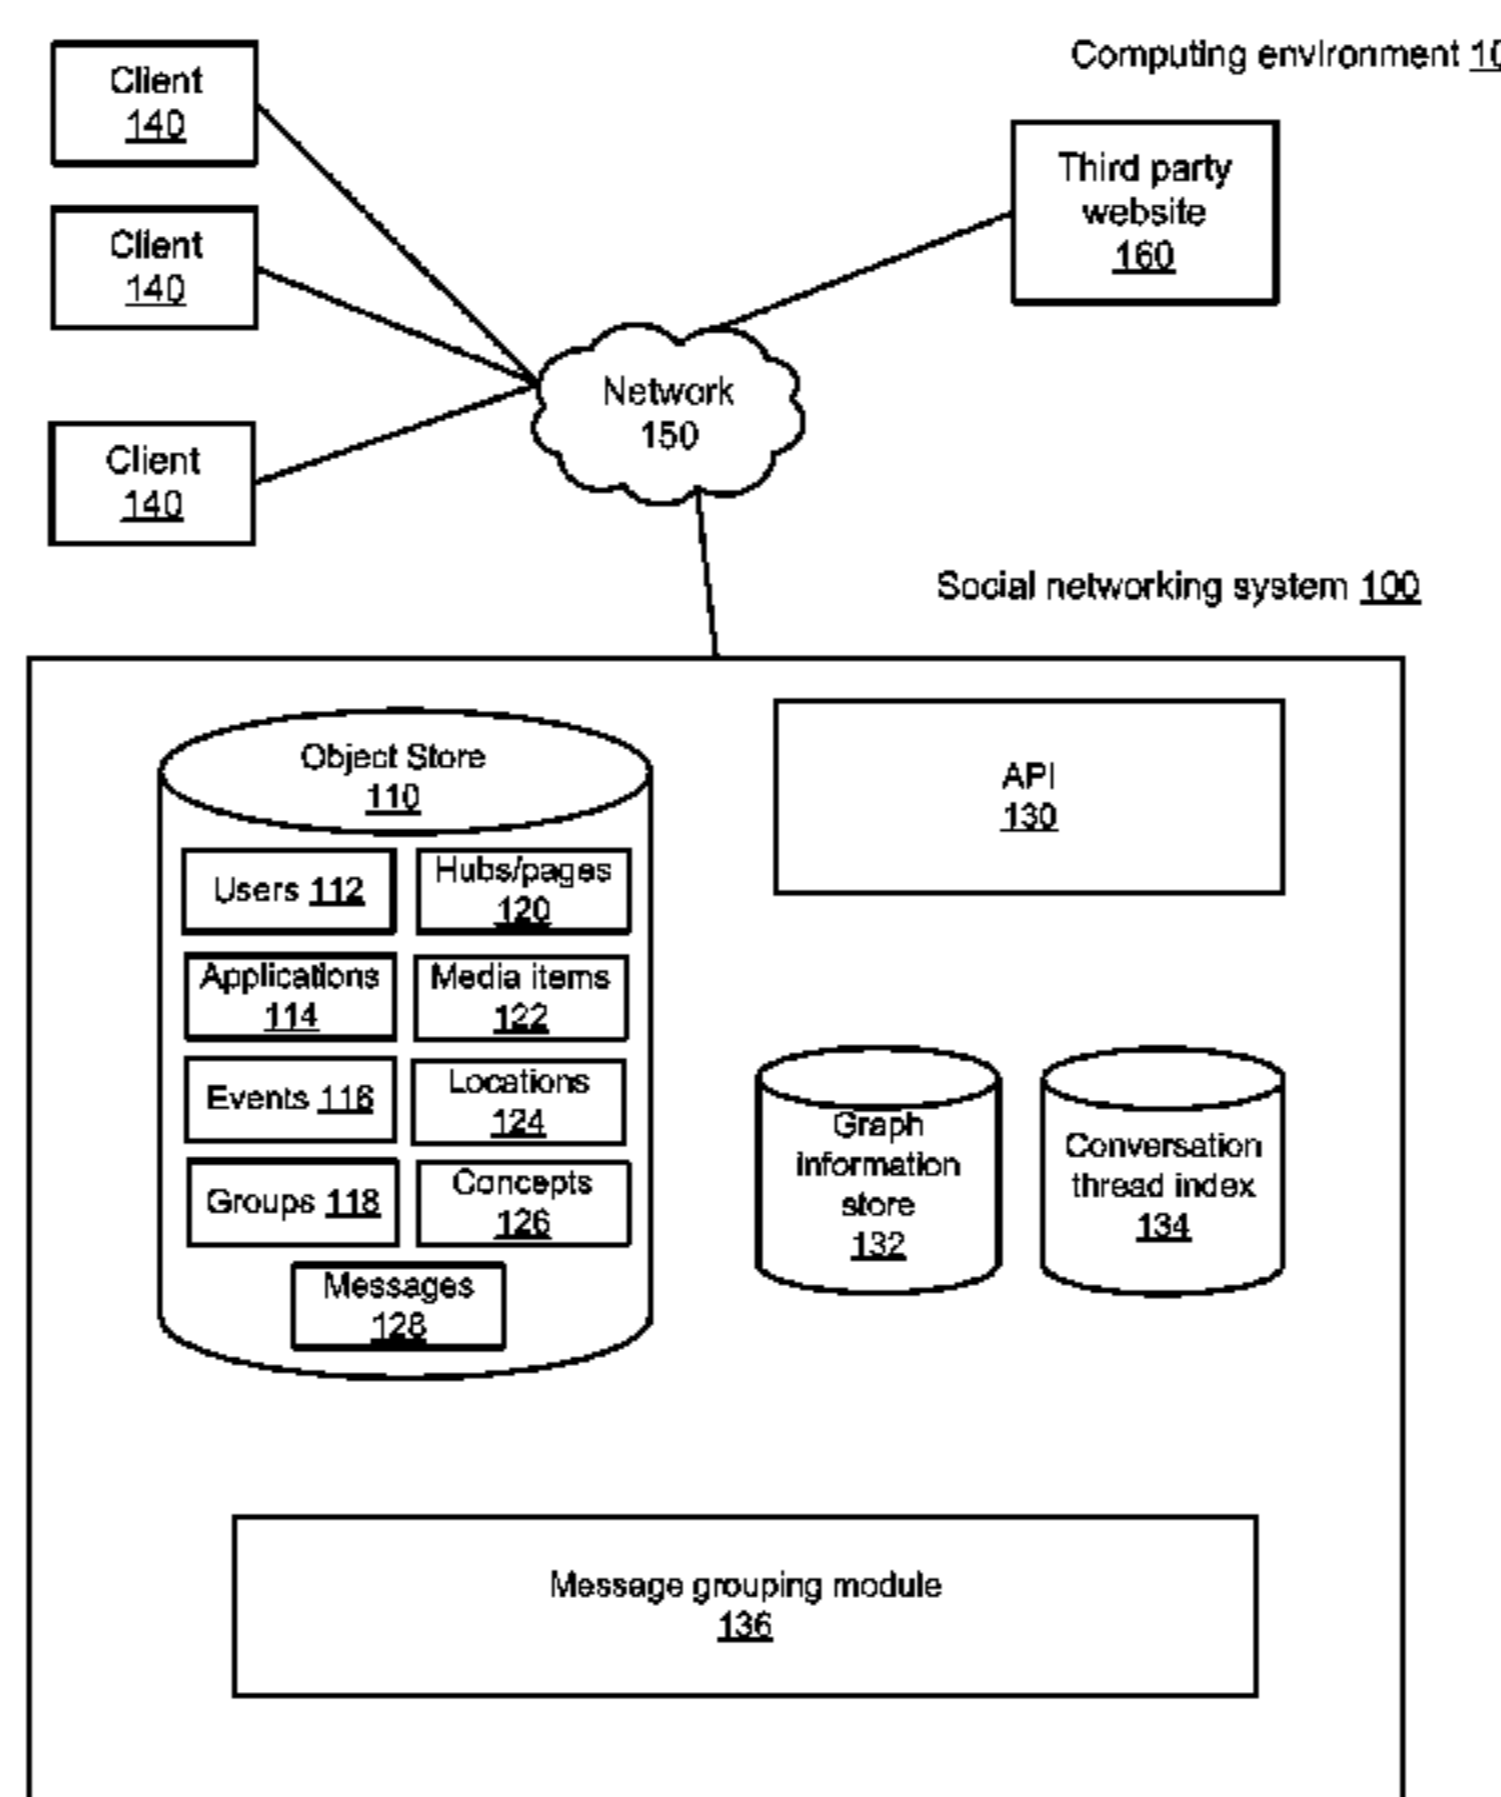 Computing environment 10
Client
140
Third party
website
160
Client
140
Network
150
Client
140
Social networking system 100
Object Store
110
API
130
Users 112
Hubs/pages
120
Applications
114
Media items
122
Events 116
Locations
124
Groups 118
Concepts
126
Messages
128
Graph
information
store
132
Conversation
thread index
134
Message grouping module
136